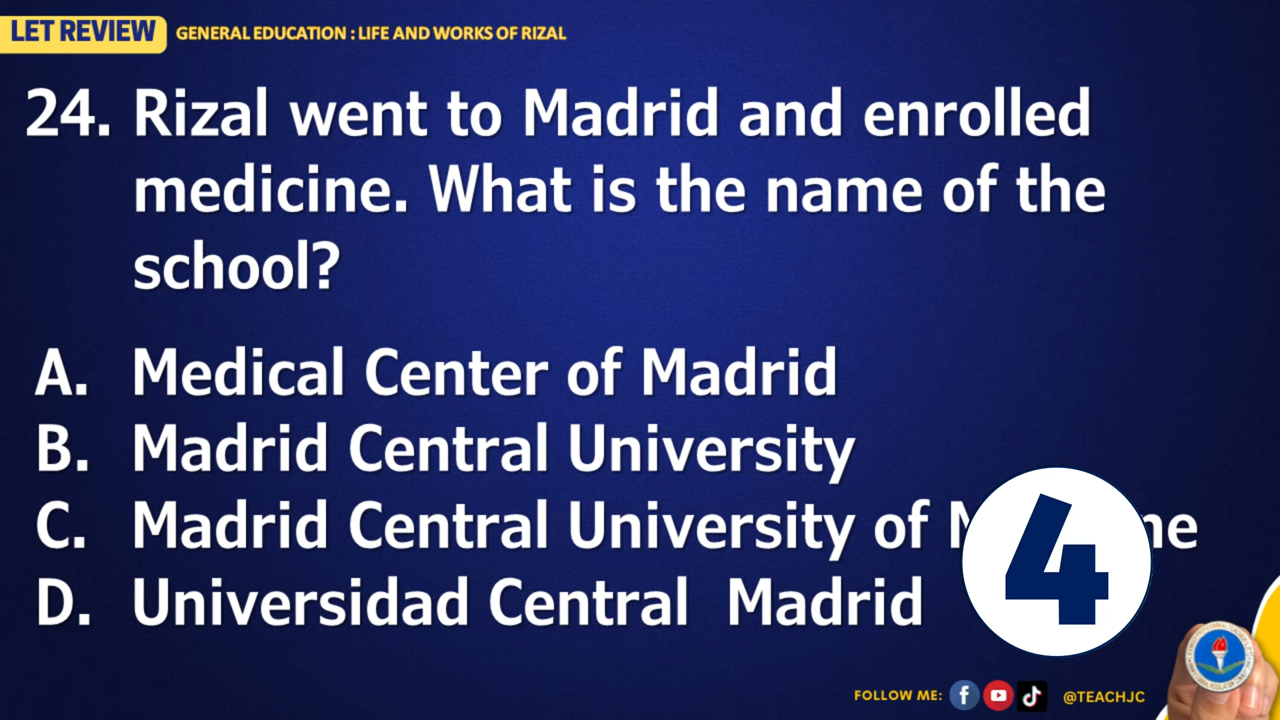 LET REVIEW
GENERAL EDUCATION : LIFE AND WORKS OF RIZAL
24. Rizal went to Madrid and enrolled
medicine. What is the name of the
school?
A. Medical Center of Madrid
B. Madrid Central University
C. Madrid Central University of
D. Universidad Central Madrid
4
FOLLOW ME: @TEACHJC